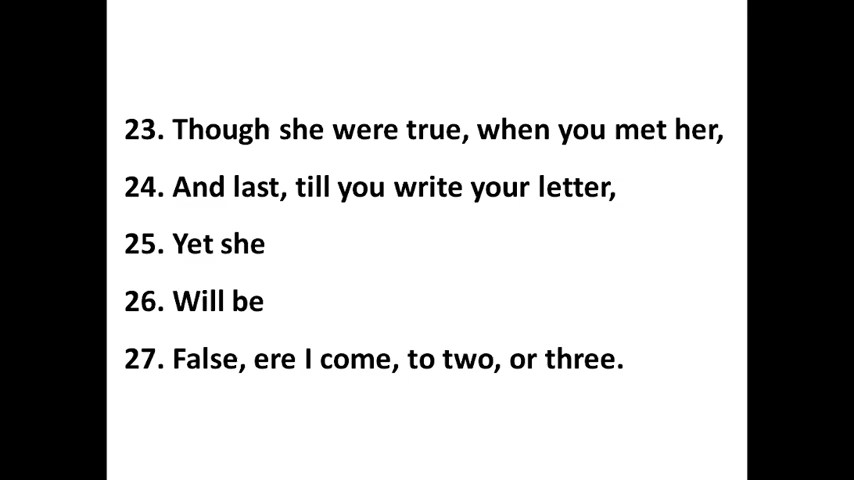 23. Though she were true, when you met her,
24. And last, till you write your letter,
25. Yet she
26. Will be
27. False, ere I come, to two, or three.